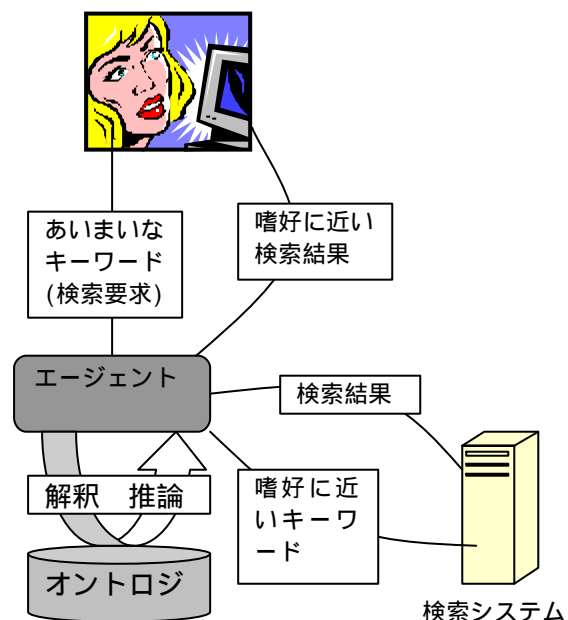 あいまいな
キーワード
(検索要求)
嗜好に近い
検索結果
エージェント
検索結果
解釈　推論
嗜好に近
いキーワ
ード
オントロジ
検索システム